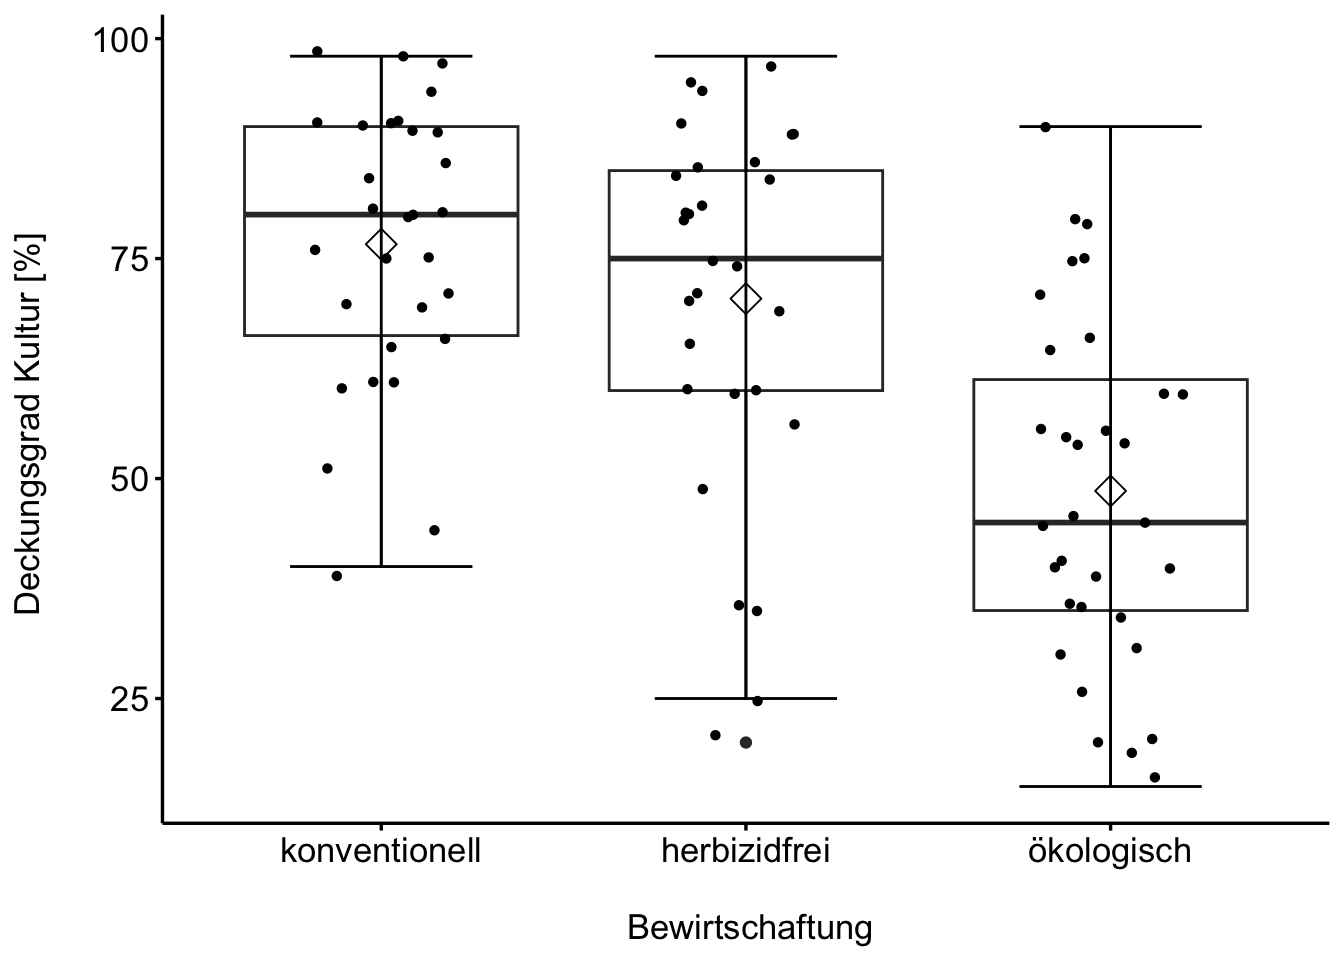 Deckungsgrad Kultur [%]
100
75
50
25
konventionell
herbizidfrei
ökologisch
Bewirtschaftung